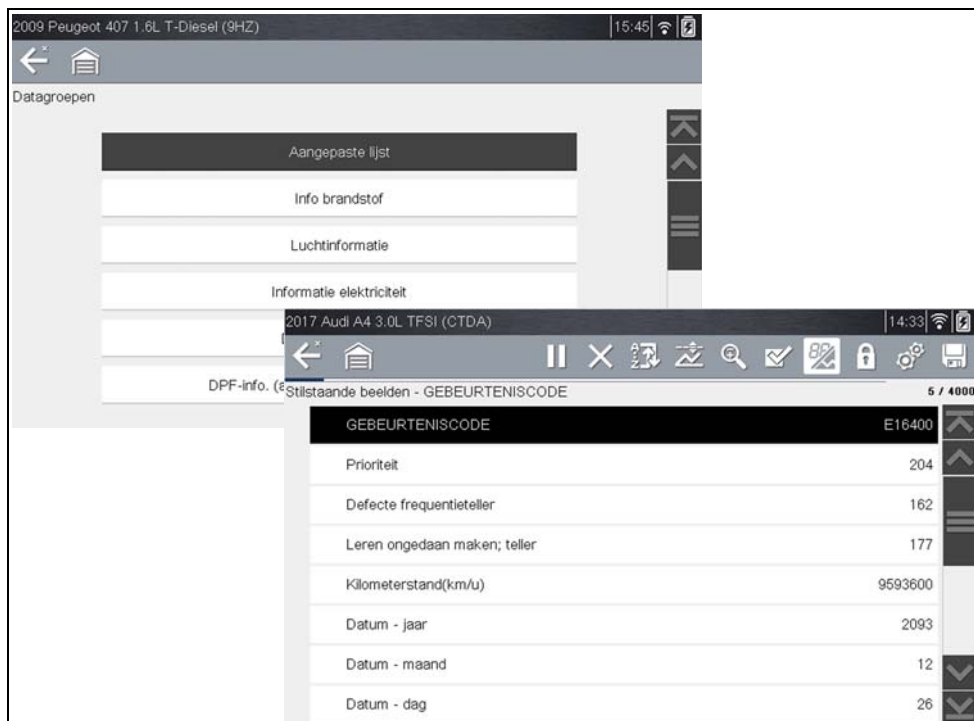 2009 Peugeot 407 1.6L T-Diesel (9HZ) 15:45
Datagroepen
Aangepaste lijst
Info brandstof
Luchtinformatie
Informatie elektriciteit
DPF-info. (a
2017 Audi A4 3.0L TFSI (CTDA) 14:33
Stilstaande beelden - GEBEURTENISCODE 5 / 4000
GEBEURTENISCODE E16400
Prioriteit 204
Defecte frequentieteller 162
Leren ongedaan maken; teller 177
Kilometerstand(km/u) 9593600
Datum - jaar 2093
Datum - maand 12
Datum - dag 26